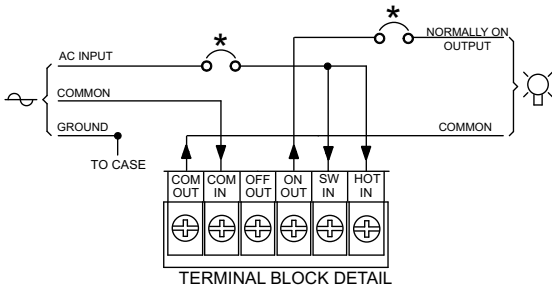 *
NORMALLY ON
OUTPUT
*
AC INPUT
COMMON
GROUND
COMMON
TO CASE
COM OUT
COM IN
OFF OUT
ON OUT
SW IN
HOT IN
TERMINAL BLOCK DETAIL